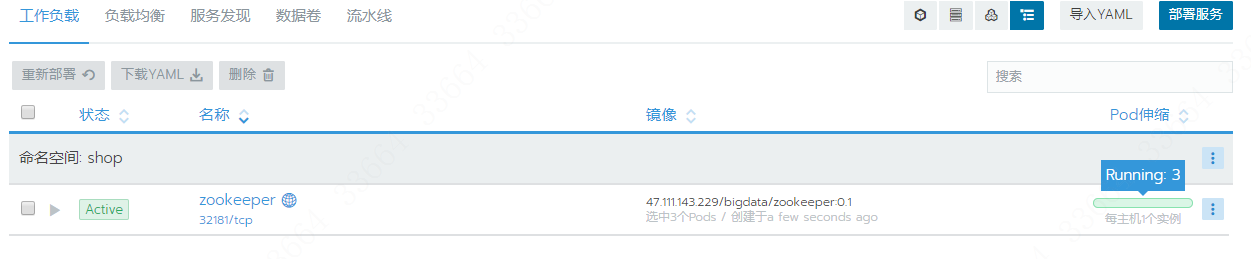 工作负载 负载均衡 服务发现 数据卷 流水线 导入YAML 部署服务
重新部署 下载YAML 删除 搜索
状态 名称 镜像 Pod伸缩
命名空间: shop
Running: 3
Active zookeeper 47.111.143.229/bigdata/zookeeper:0.1
32181/tcp 选中3个Pods / 创建于a few seconds ago 每主机1个实例
33664